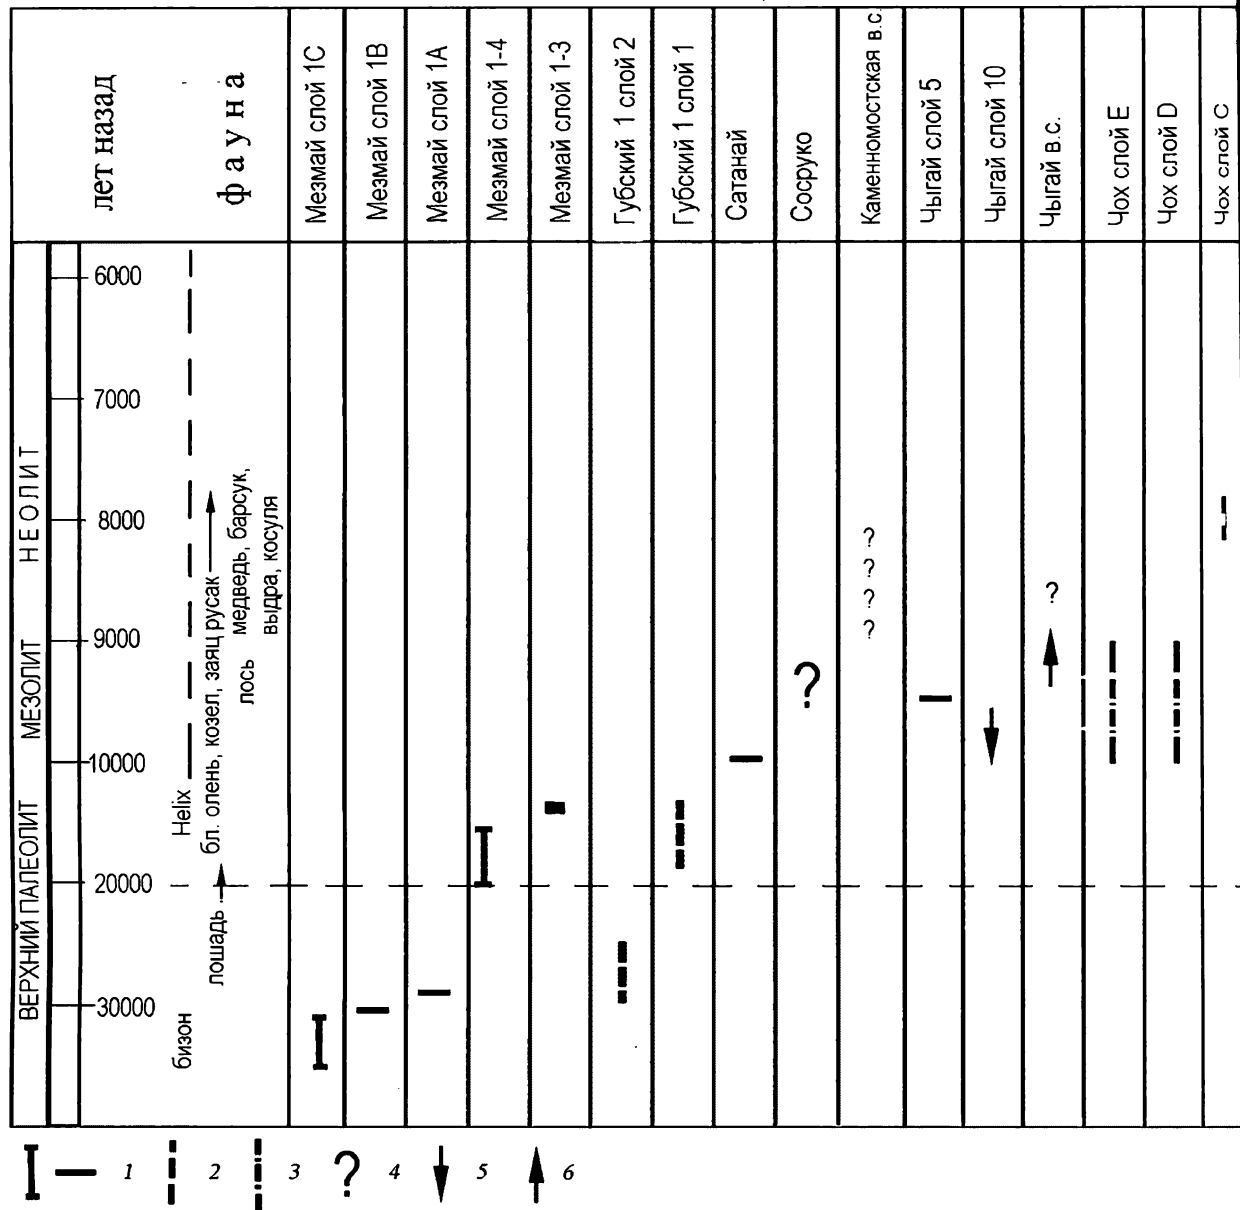 лет назад
фауна
Мезмай слой 1С
Мезмай слой 1В
Мезмай слой 1А
Мезмай слой 1-4
Мезмай слой 1-3
Губский 1 слой 2
Губский 1 слой 1
Сатанай
Сосруко
Каменномостская в.с.
Чыгай слой 5
Чыгай слой 10
Чыгай в.с.
Чох слой Е
Чох слой D
Чох слой С
НЕОЛИТ
МЕЗОЛИТ
ВЕРХНИЙ ПАЛЕОЛИТ
6000
7000
8000
9000
10000
20000
30000
Helix
бизон
лошадь
бл. олень, козел, заяц русак
лось
медведь, барсук,
выдра, косуля
?
?
?
?
?
?
1
2
3
? 4
5
6